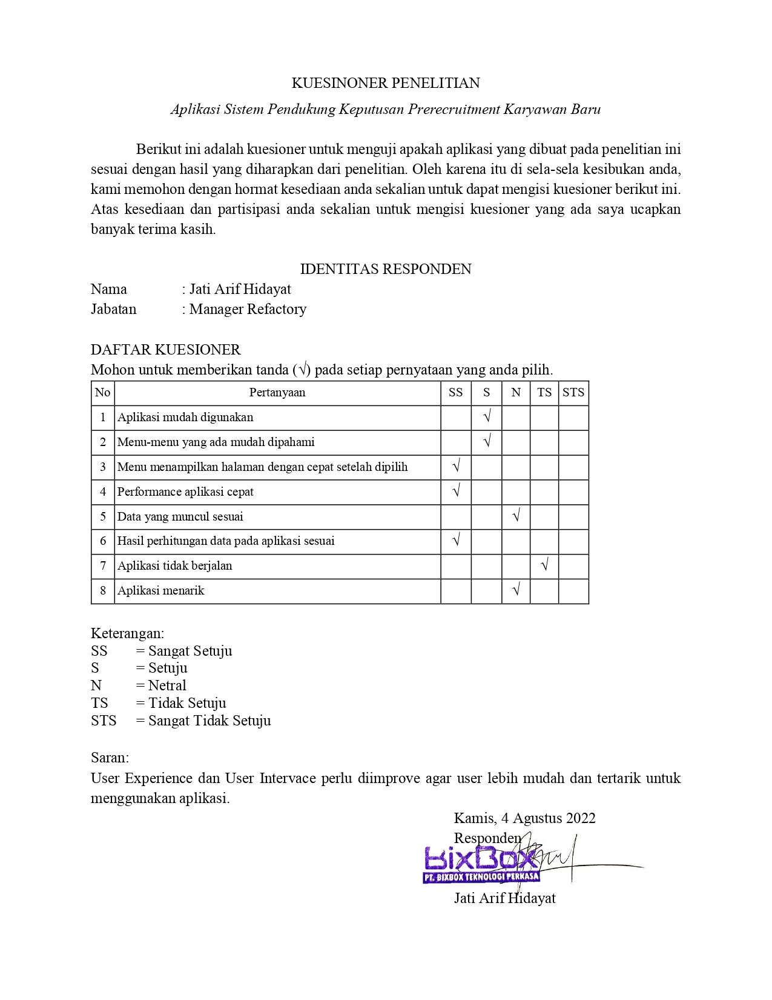 KUESINONER PENELITIAN
Aplikasi Sistem Pendukung Keputusan Prerecruitment Karyawan Baru
Berikut ini adalah kuesioner untuk menguji apakah aplikasi yang dibuat pada penelitian ini
sesuai dengan hasil yang diharapkan dari penelitian. Oleh karena itu di sela-sela kesibukan anda,
kami memohon dengan hormat kesediaan anda sekalian untuk dapat mengisi kuesioner berikut ini.
Atas kesediaan dan partisipasi anda sekalian untuk mengisi kuesioner yang ada saya ucapkan
banyak terima kasih.
IDENTITAS RESPONDEN
Nama : Jati Arif Hidayat
Jabatan : Manager Refactory
DAFTAR KUESIONER
Mohon untuk memberikan tanda (√) pada setiap pernyataan yang anda pilih.
No Pertanyaan SS S N TS STS
1 Aplikasi mudah digunakan √
2 Menu-menu yang ada mudah dipahami √
3 Menu menampilkan halaman dengan cepat setelah dipilih √
4 Performance aplikasi cepat √
5 Data yang muncul sesuai √
6 Hasil perhitungan data pada aplikasi sesuai √
7 Aplikasi tidak berjalan √
8 Aplikasi menarik √
Keterangan:
SS = Sangat Setuju
S = Setuju
N = Netral
TS = Tidak Setuju
STS = Sangat Tidak Setuju
Saran:
User Experience dan User Intervace perlu diimprove agar user lebih mudah dan tertarik untuk
menggunakan aplikasi.
Kamis, 4 Agustus 2022
Responden
BixBox
PT. BIXBOX TEKNOLOGI PERKASA
Jati Arif Hidayat